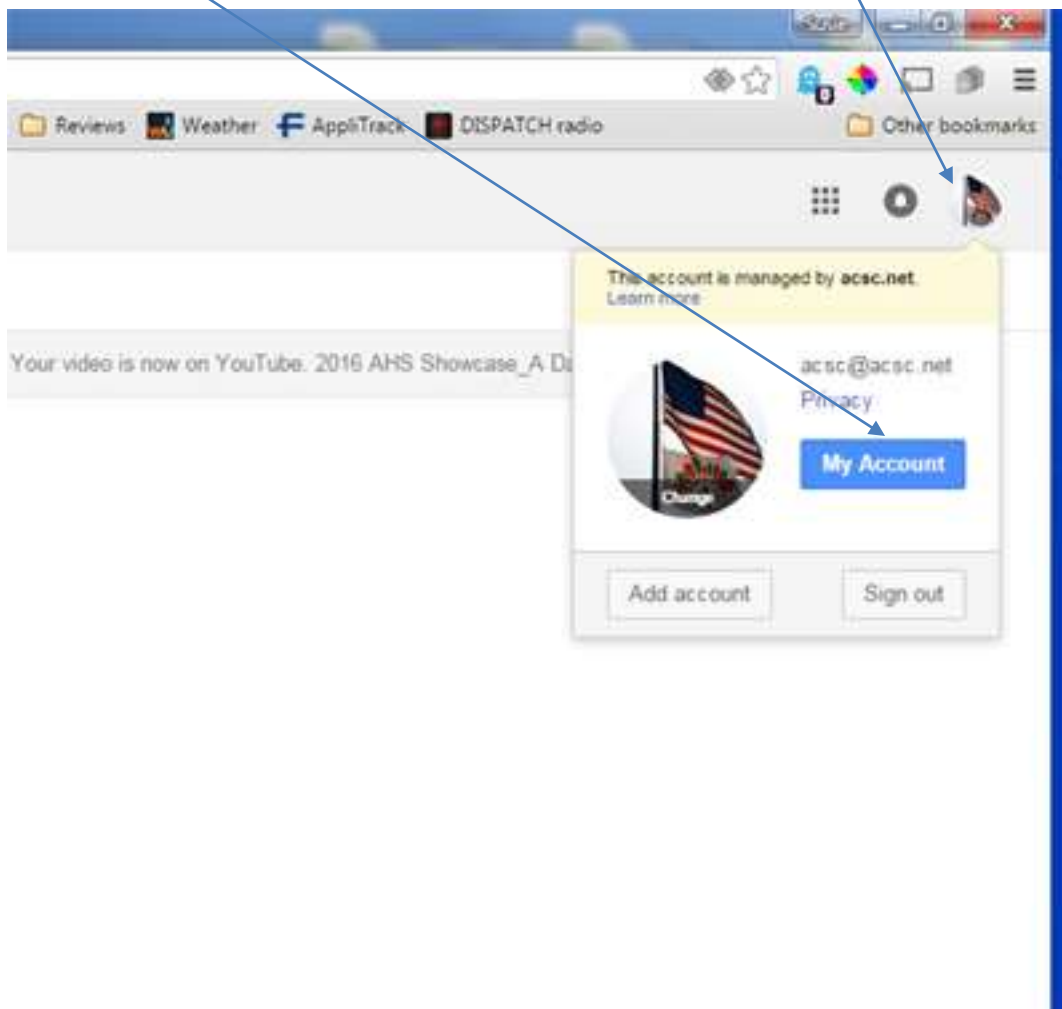 Reviews Weather AppliTrack DISPATCH radio Other bookmarks
This account is managed by acsc.net.
Learn more
Your video is now on YouTube. 2016 AHS Showcase_A Da
acsc@acsc.net
Privacy
My Account
Change
Add account Sign out